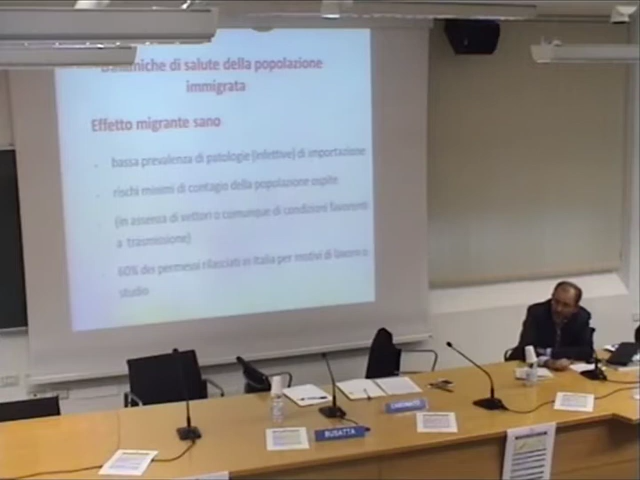 di salute della popolazione
immigrata
Effetto migrante sano
bassa prevalenza di patologie (infettive) di importazione
rischi minimi di contagio della popolazione ospite
(in assenza di vettori o comunque di condizioni favorenti
a trasmissione)
60% dei permessi rilasciati in Italia per motivi di lavoro o
studio
BUSATTA